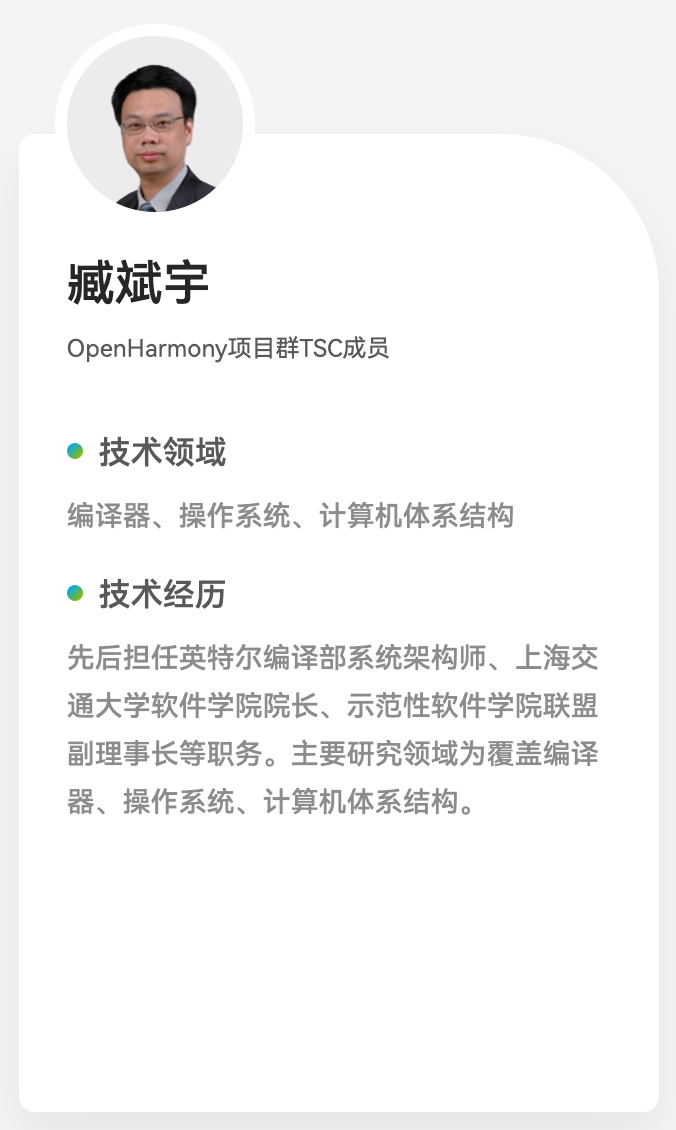 臧斌宇
OpenHarmony项目群TSC成员
技术领域
编译器、操作系统、计算机体系结构
技术经历
先后担任英特尔编译部系统架构师、上海交
通大学软件学院院长、示范性软件学院联盟
副理事长等职务。主要研究领域为覆盖编译
器、操作系统、计算机体系结构。